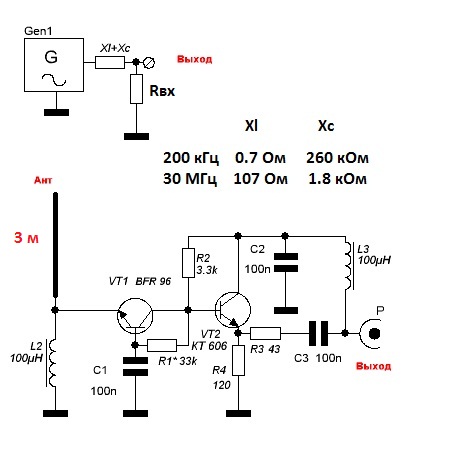 Gen1
Xl+Xc
G
Выход
Rвх
Xl Xc
200 кГц 0.7 Ом 260 кОм
30 МГц 107 Ом 1.8 кОм
Ант
3 м
R2
3.3k
C2
100n
L3
100µH
VT1 BFR 96
P
VT2
КТ 606
L2
100µH
R1* 33k
R3 43
C3 100n
C1
100n
R4
120
Выход